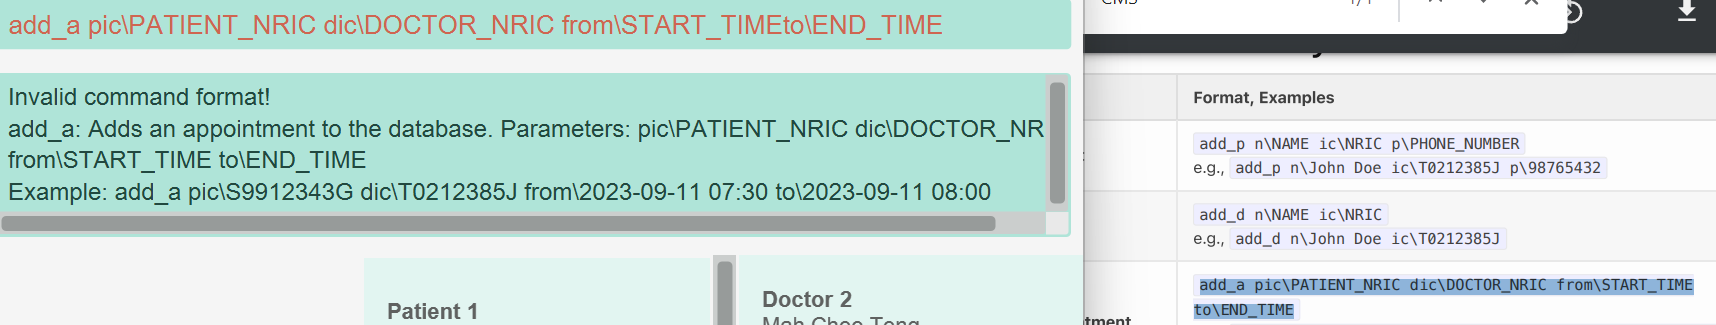 add_a pic\PATIENT_NRIC dic\DOCTOR_NRIC from\START_TIMEto\END_TIME
Invalid command format!
add_a: Adds an appointment to the database. Parameters: pic\PATIENT_NRIC dic\DOCTOR_NR
from\START_TIME to\END_TIME
Example: add_a pic\S9912343G dic\T0212385J from\2023-09-11 07:30 to\2023-09-11 08:00
Patient 1
Doctor 2
Format, Examples
add_p n\NAME ic\NRIC p\PHONE_NUMBER
e.g., add_p n\John Doe ic\T0212385J p\98765432
add_d n\NAME ic\NRIC
e.g., add_d n\John Doe ic\T0212385J
add_a pic\PATIENT_NRIC dic\DOCTOR_NRIC from\START_TIME
to\END_TIME